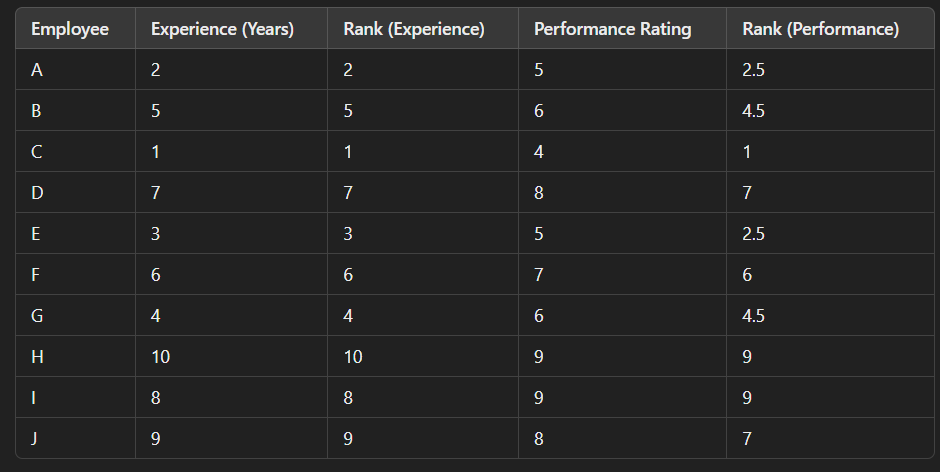 Employee Experience (Years) Rank (Experience) Performance Rating Rank (Performance)
A 2 2 5 2.5
B 5 5 6 4.5
C 1 1 4 1
D 7 7 8 7
E 3 3 5 2.5
F 6 6 7 6
G 4 4 6 4.5
H 10 10 9 9
I 8 8 9 9
J 9 9 8 7